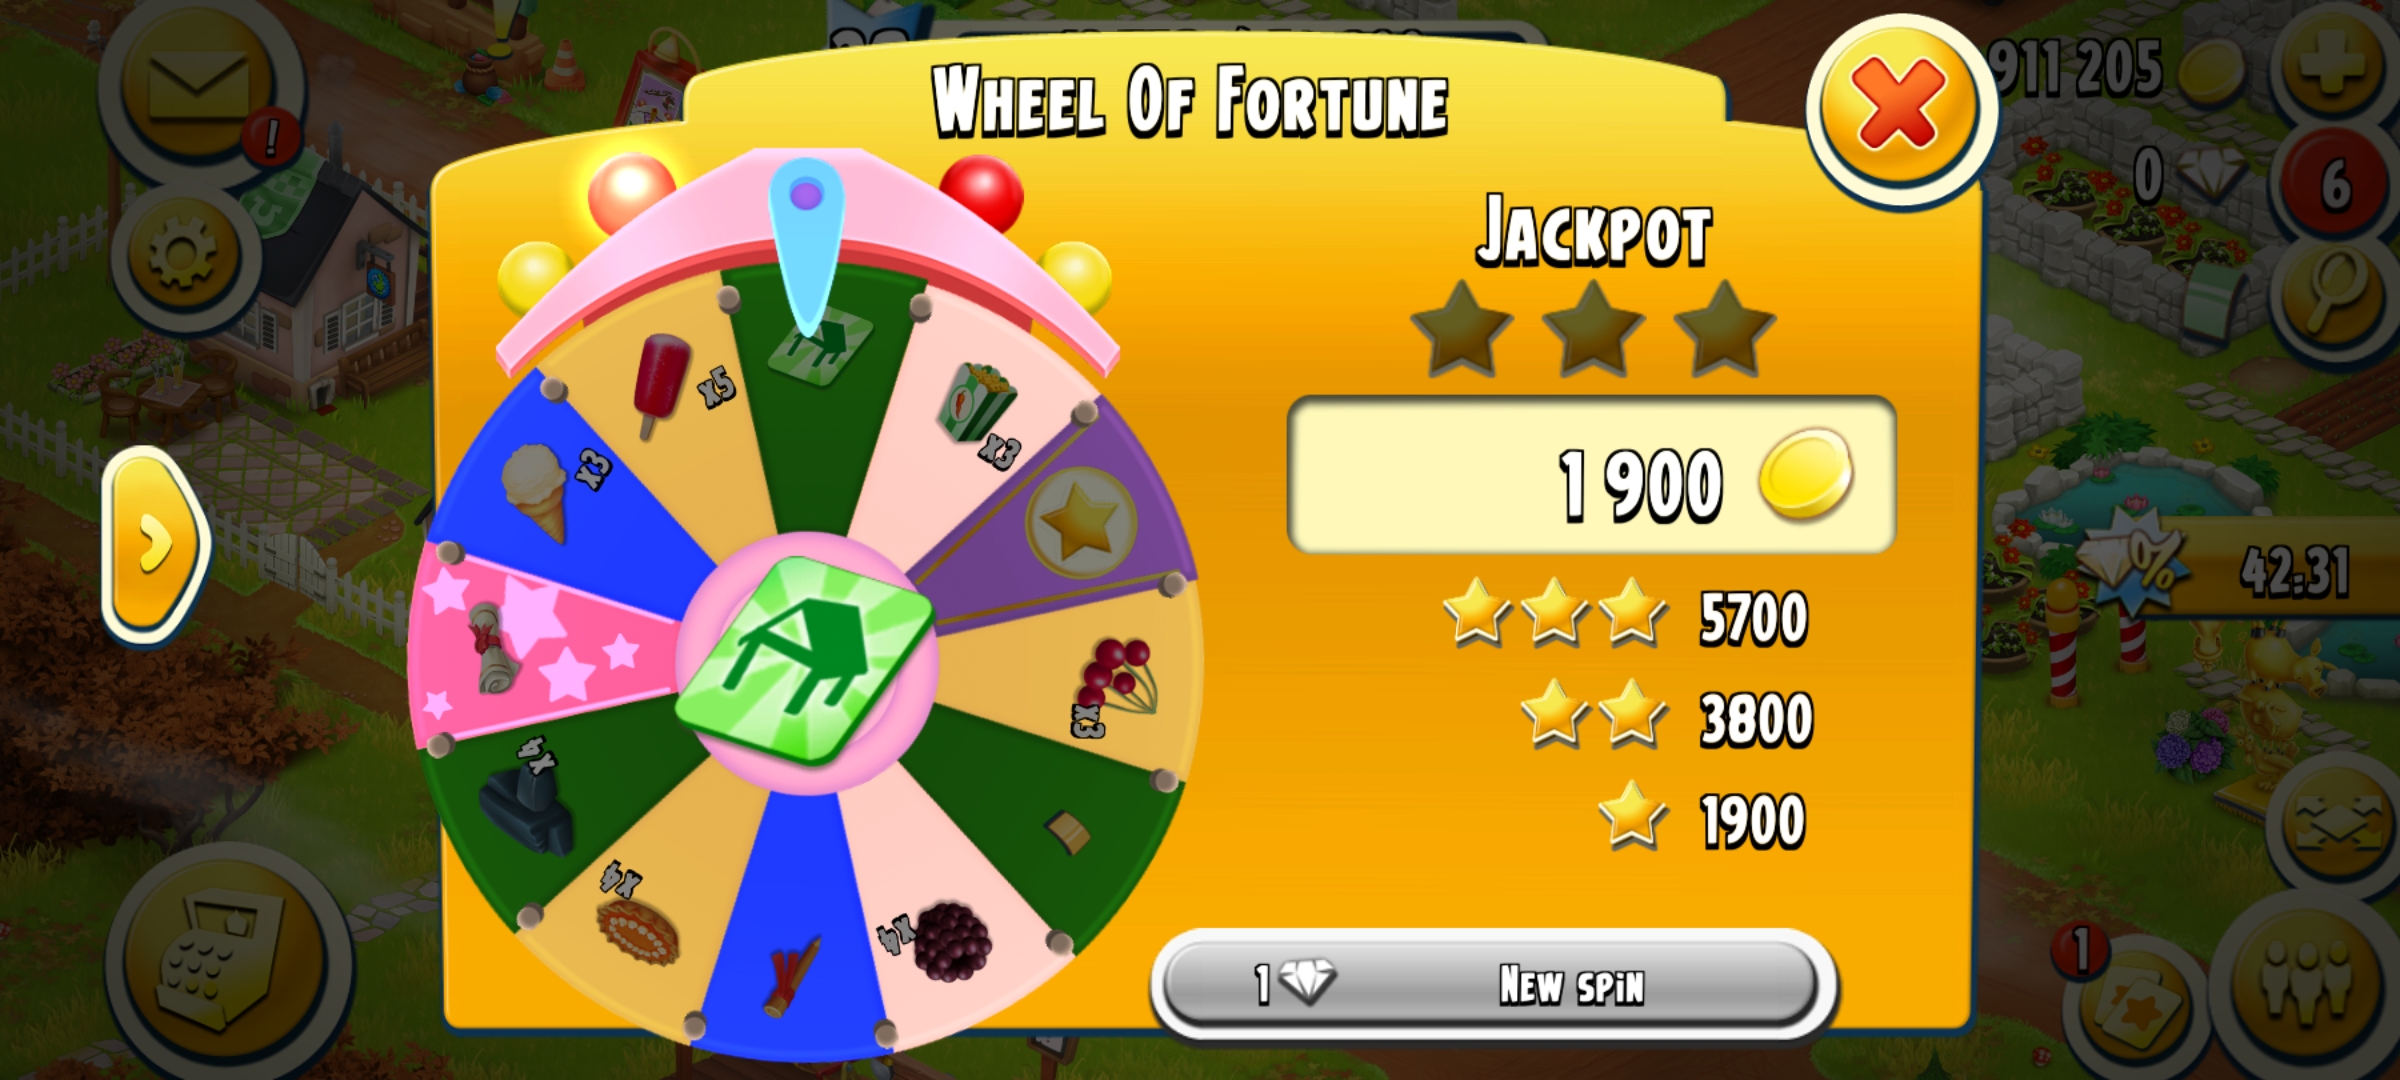 WHEEL OF FORTUNE
911 205
!
0
6
JACKPOT
x5
x3
x3
1 900
%
42:31
5700
x3
3800
x4
1900
x4
x4
1
1 NEW SPIN